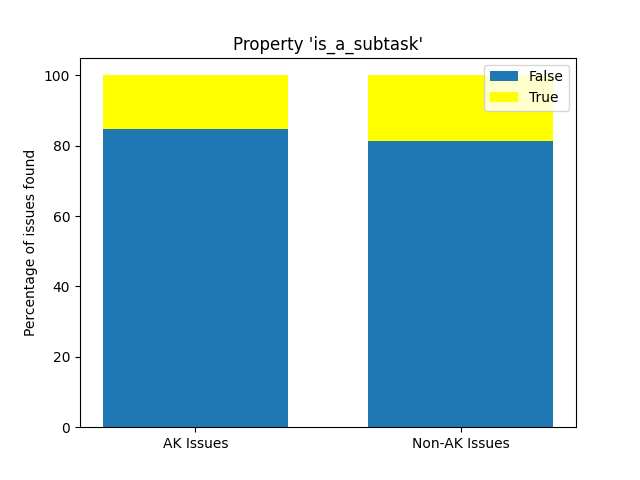 Property 'is_a_subtask'
False
True
Percentage of issues found
100
80
60
40
20
0
AK Issues
Non-AK Issues